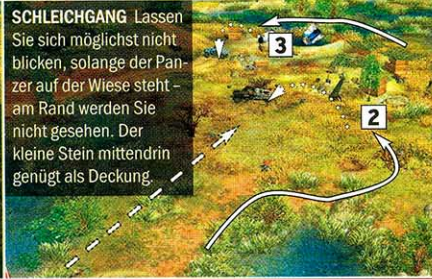 SCHLEICHGANG Lassen
Sie sich möglichst nicht
blicken, solange der Pan-
zer auf der Wiese steht –
am Rand werden Sie
nicht gesehen. Der
kleine Stein mittendrin
genügt als Deckung.
3
2